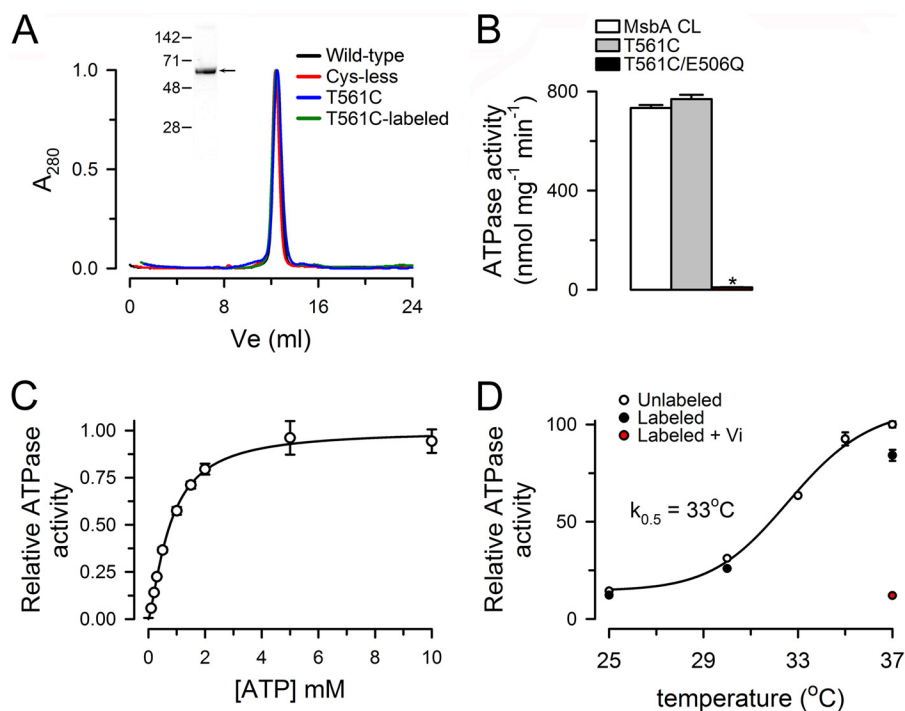 A
142
71
48
28
Wild-type
Cys-less
T561C
T561C-labeled
1.0
0.5
0.0
A280
0 8 16 24
Ve (ml)
B
MsbA CL
T561C
T561C/E506Q
800
400
0
ATPase activity
(nmol mg-1 min-1)
*
C
1.00
0.75
0.50
0.25
0.00
Relative ATPase
activity
0 2 4 6 8 10
[ATP] mM
D
Unlabeled
Labeled
Labeled + Vi
100
50
0
Relative ATPase
activity
k0.5 = 33oC
25 29 33 37
temperature (oC)